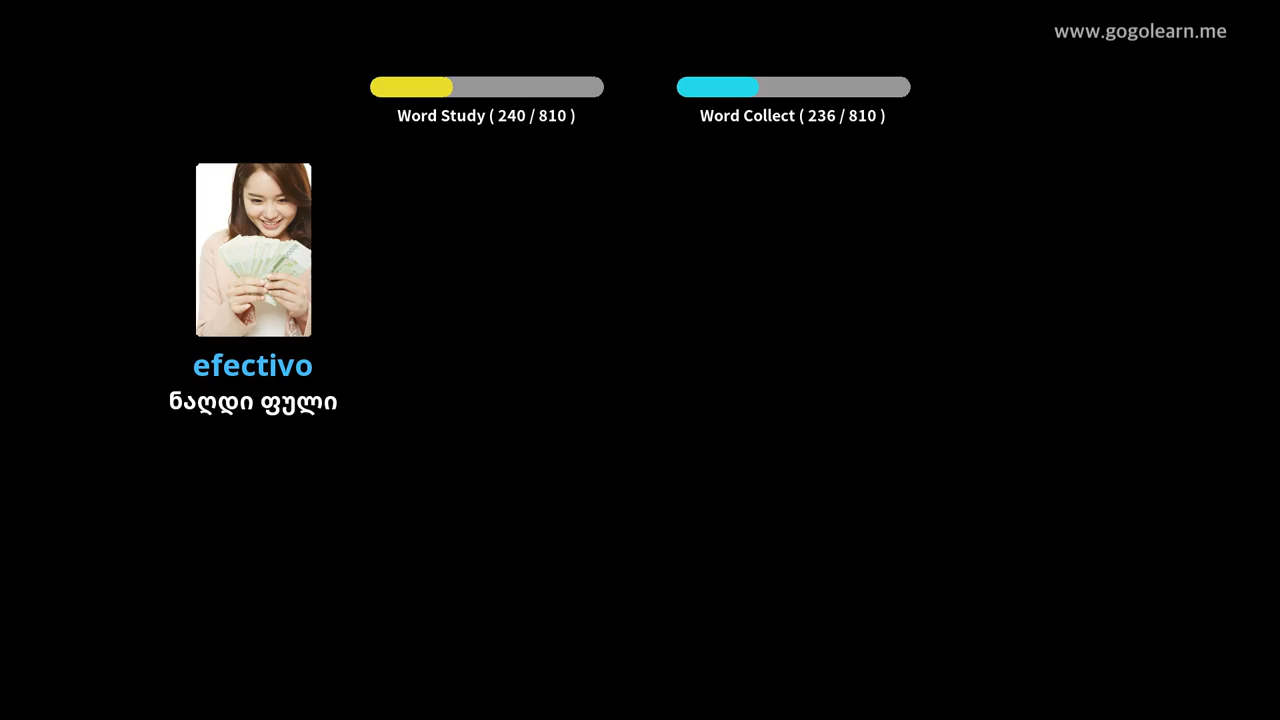 www.gogolearn.me
Word Study ( 240 / 810 )
Word Collect ( 236 / 810 )
efectivo
ნაღდი ფული